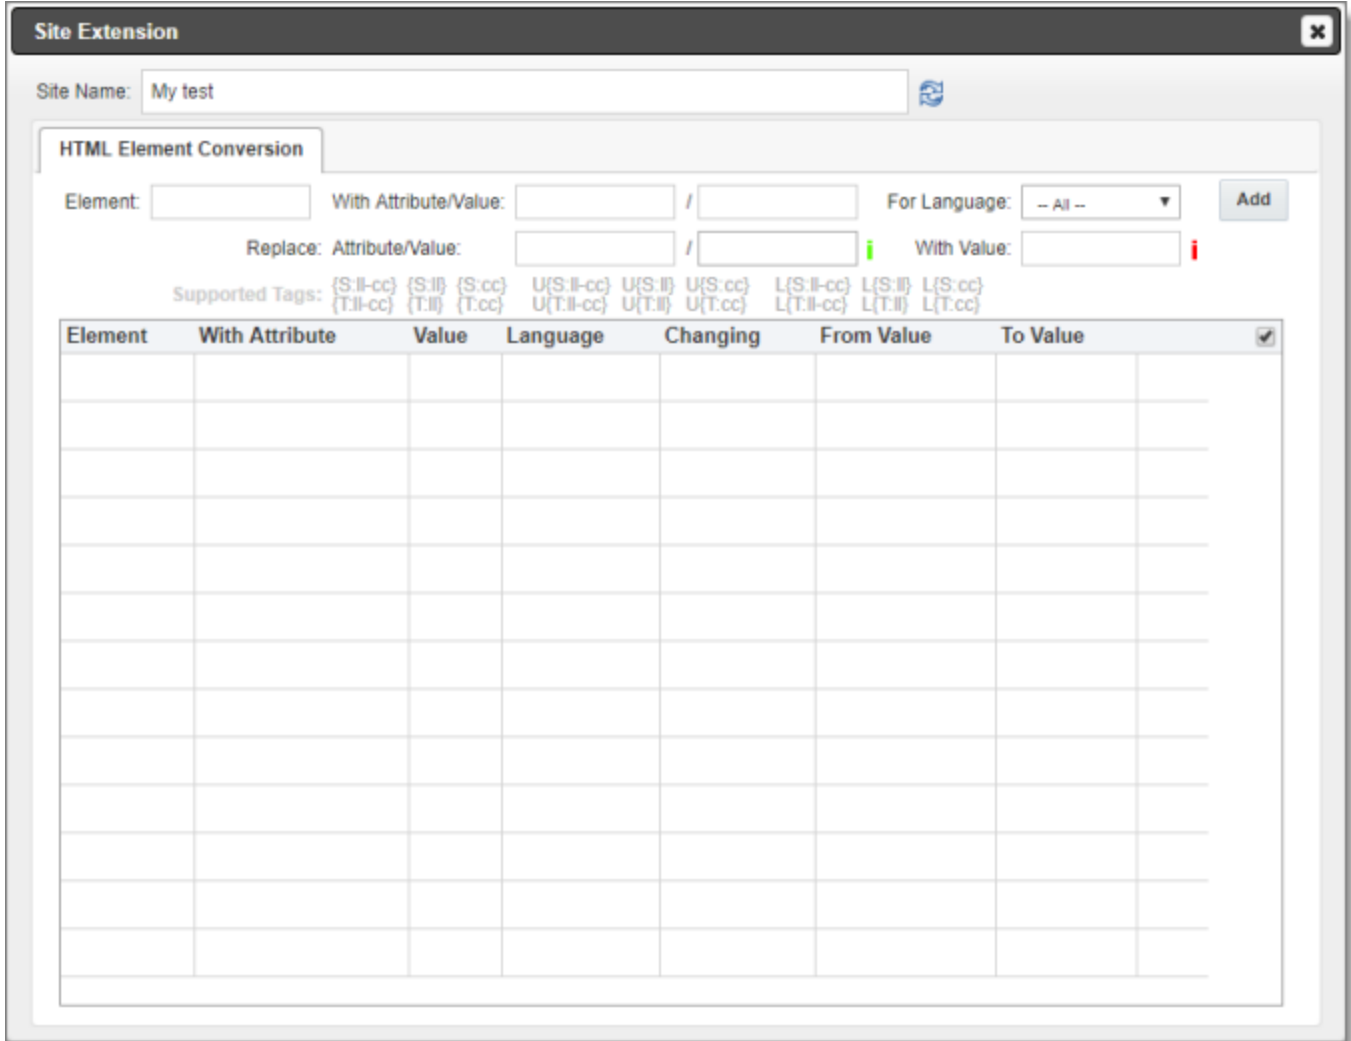 Site Extension
Site Name: My test
HTML Element Conversion
Element: With Attribute/Value: / For Language: -- All -- Add
Replace: Attribute/Value: / i With Value: i
Supported Tags: {S:ll-cc} {S:ll} {S:cc} U{S:ll-cc} U{S:ll} U{S:cc} L{S:ll-cc} L{S:ll} L{S:cc}
{T:ll-cc} {T:ll} {T:cc} U{T:ll-cc} U{T:ll} U{T:cc} L{T:ll-cc} L{T:ll} L{T:cc}
Element With Attribute Value Language Changing From Value To Value